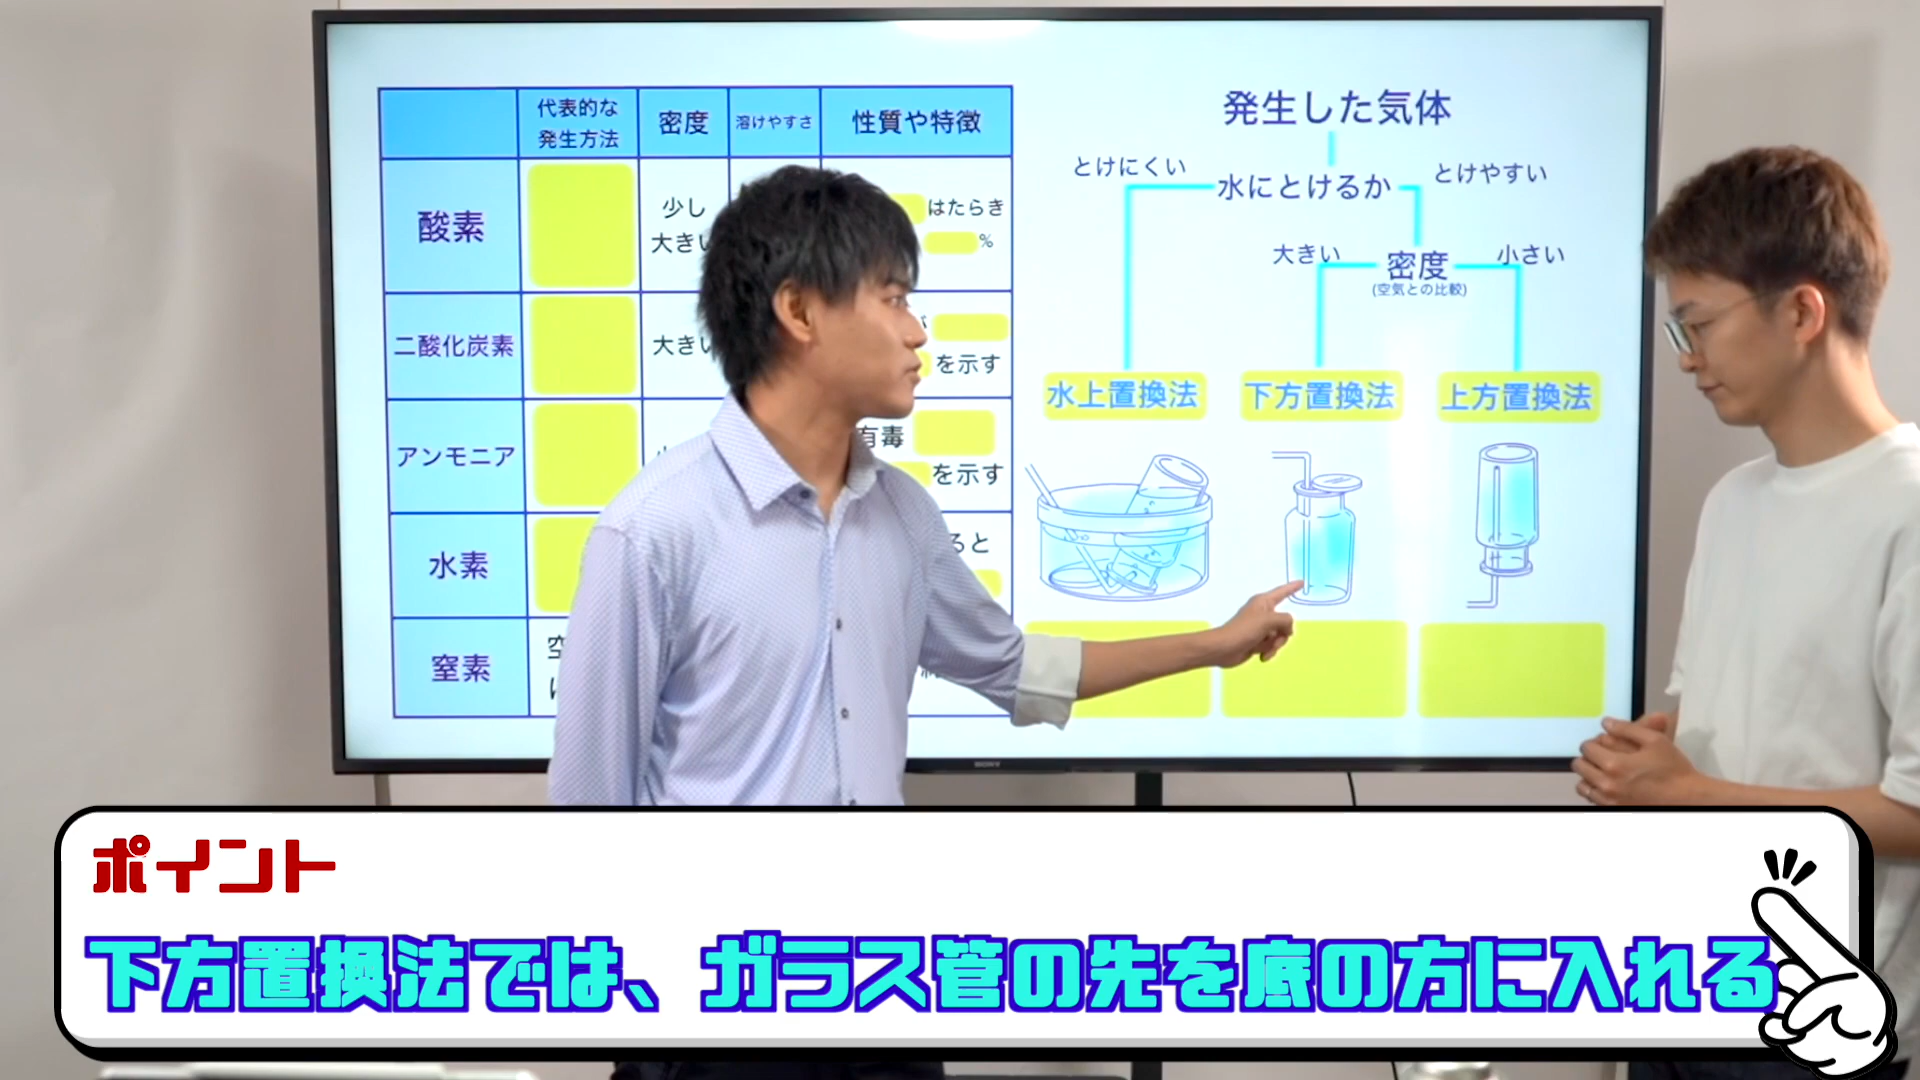 代表的な
発生方法
密度
溶けやすさ
性質や特徴
酸素
少し
大きい
はたらき
%
二酸化炭素
大きい
を示す
アンモニア
有毒
を示す
水素
ると
窒素
空
発生した気体
とけにくい
水にとけるか
とけやすい
大きい
密度
小さい
(空気との比較)
水上置換法
下方置換法
上方置換法
SONY
ポイント
下方置換法では、ガラス管の先を底の方に入れる